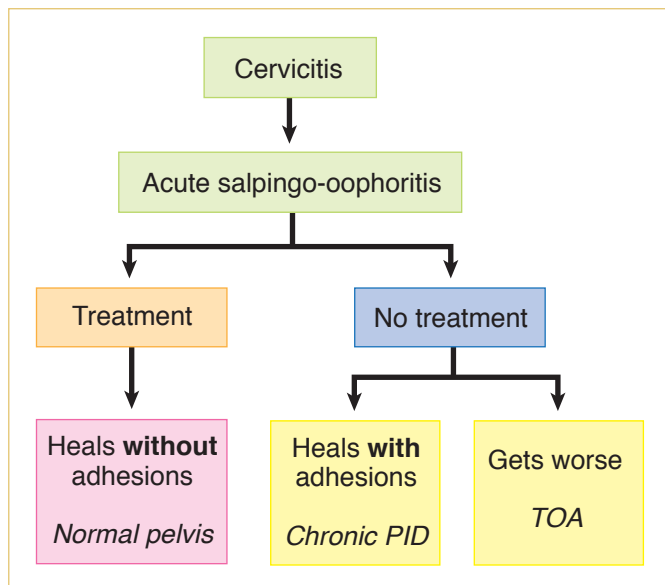 Cervicitis
Acute salpingo-oophoritis
Treatment
No treatment
Heals without
adhesions
Normal pelvis
Heals with
adhesions
Chronic PID
Gets worse
TOA